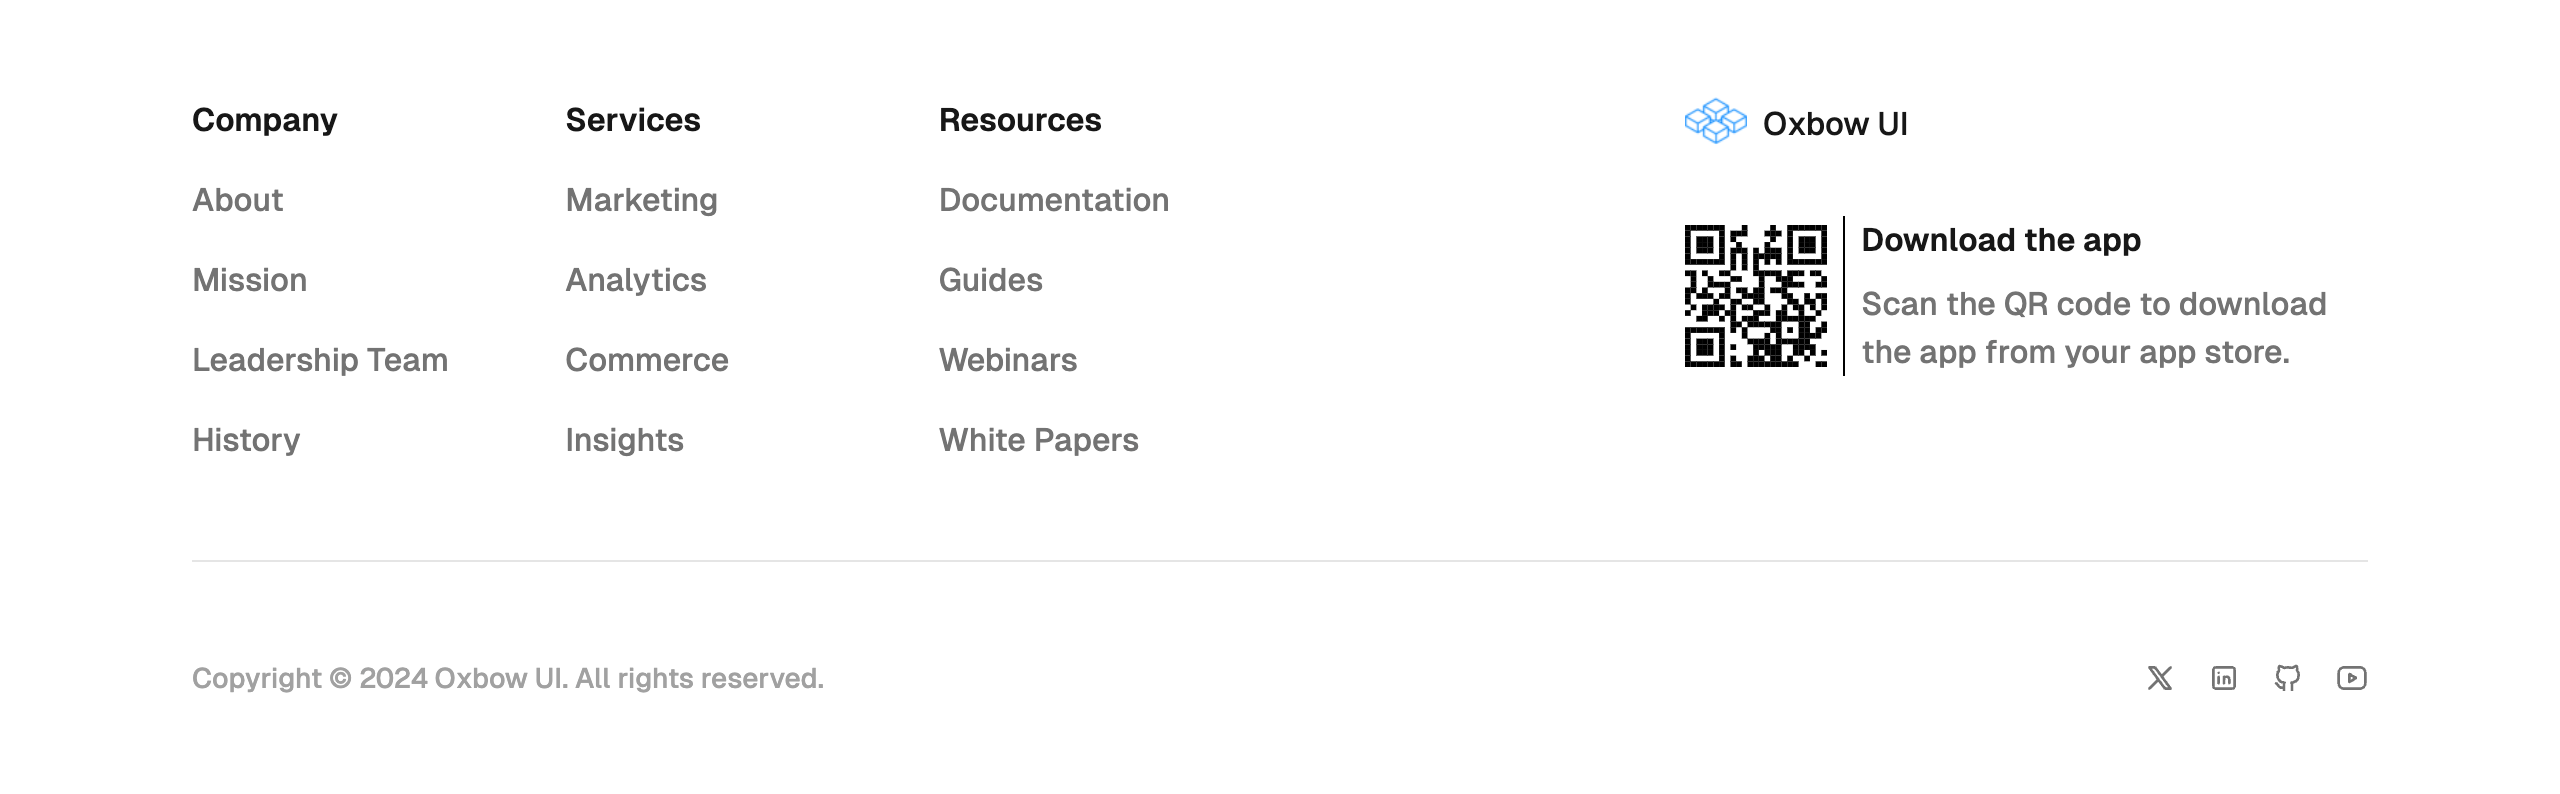 Company
About
Mission
Leadership Team
History
Services
Marketing
Analytics
Commerce
Insights
Resources
Documentation
Guides
Webinars
White Papers
Oxbow UI
Download the app
Scan the QR code to download
the app from your app store.
Copyright © 2024 Oxbow UI. All rights reserved.